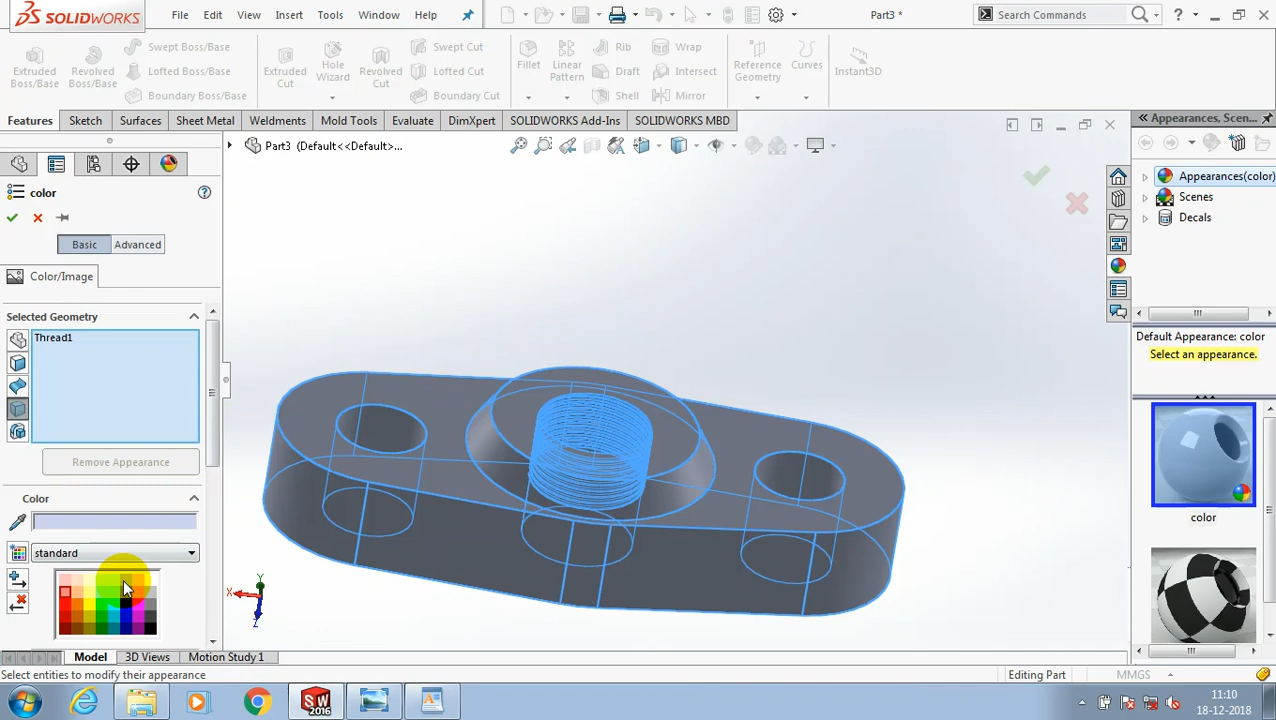 SOLIDWORKS
File Edit View Insert Tools Window Help
Part3 *
Search Commands
Extruded Boss/Base
Revolved Boss/Base
Swept Boss/Base
Lofted Boss/Base
Boundary Boss/Base
Extruded Cut
Hole Wizard
Revolved Cut
Swept Cut
Lofted Cut
Boundary Cut
Fillet
Linear Pattern
Rib
Draft
Shell
Wrap
Intersect
Mirror
Reference Geometry
Curves
Instant3D
Features Sketch Surfaces Sheet Metal Weldments Mold Tools Evaluate DimXpert SOLIDWORKS Add-Ins SOLIDWORKS MBD
Part3 (Default<<Default>...
color
Basic Advanced
Color/Image
Selected Geometry
Thread1
Remove Appearance
Color
standard
X
Y
Z
Appearances, Scen...
Appearances(color)
Scenes
Decals
Default Appearance: color
Select an appearance.
color
Model 3D Views Motion Study 1
Select entities to modify their appearance
Editing Part
MMGS
SW
2016
11:10
18-12-2018